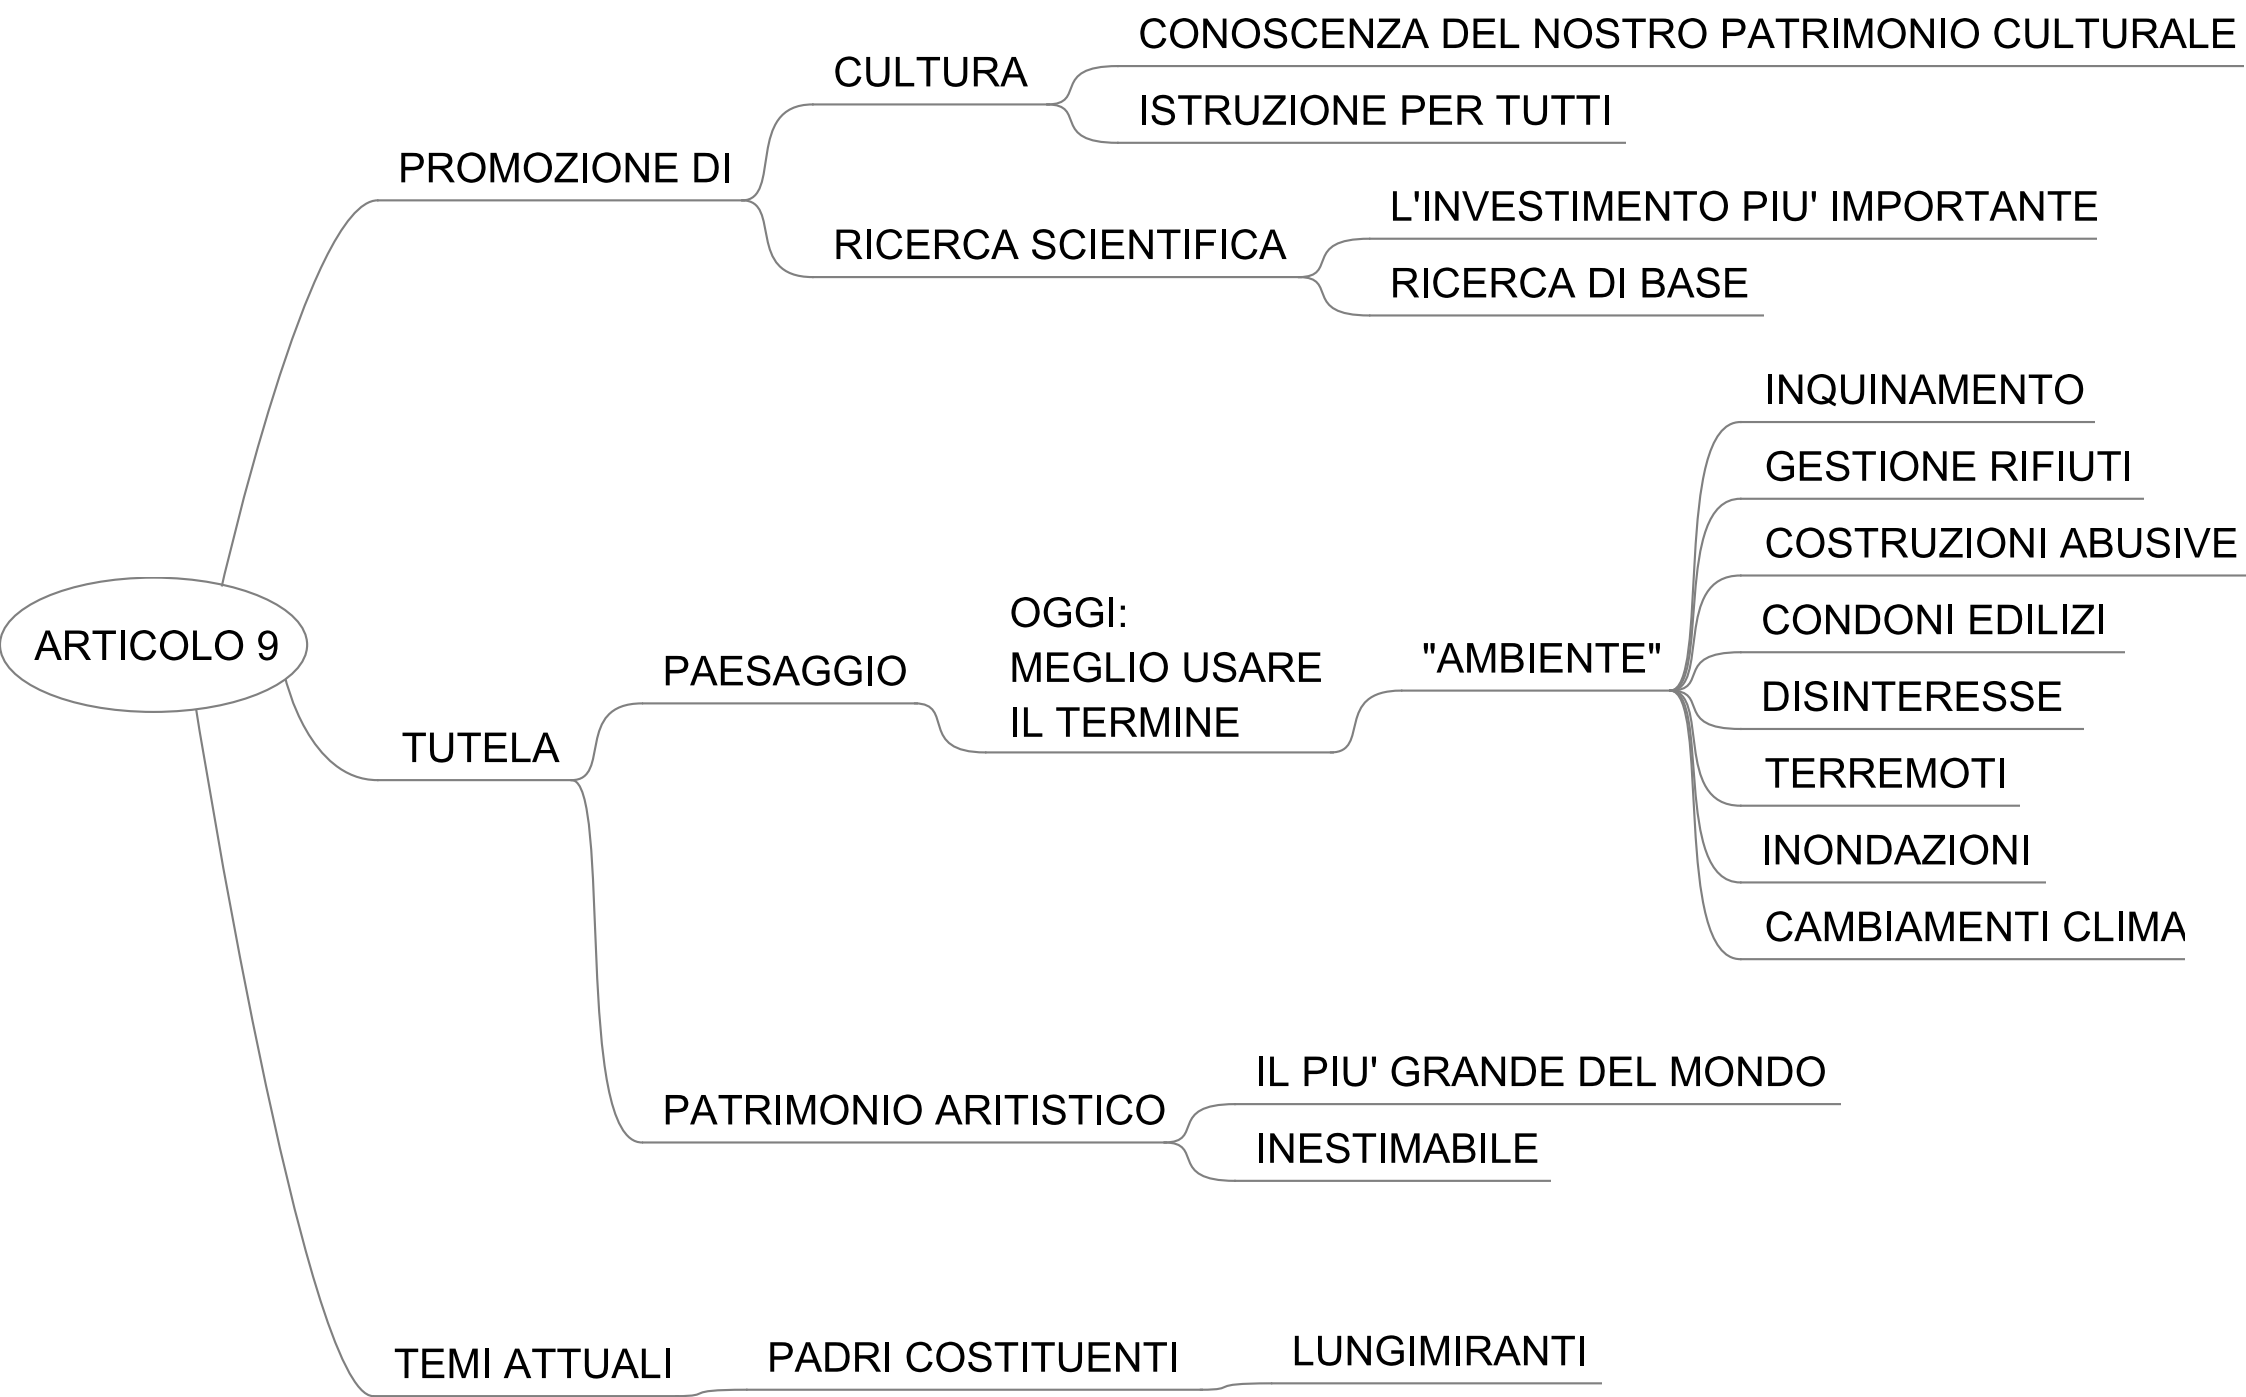 CONOSCENZA DEL NOSTRO PATRIMONIO CULTURALE
CULTURA
ISTRUZIONE PER TUTTI
PROMOZIONE DI
L'INVESTIMENTO PIU' IMPORTANTE
RICERCA SCIENTIFICA
RICERCA DI BASE
INQUINAMENTO
GESTIONE RIFIUTI
COSTRUZIONI ABUSIVE
CONDONI EDILIZI
DISINTERESSE
TERREMOTI
INONDAZIONI
CAMBIAMENTI CLIMA
OGGI:
MEGLIO USARE
IL TERMINE
"AMBIENTE"
PAESAGGIO
ARTICOLO 9
TUTELA
IL PIU' GRANDE DEL MONDO
PATRIMONIO ARITISTICO
INESTIMABILE
TEMI ATTUALI
PADRI COSTITUENTI
LUNGIMIRANTI